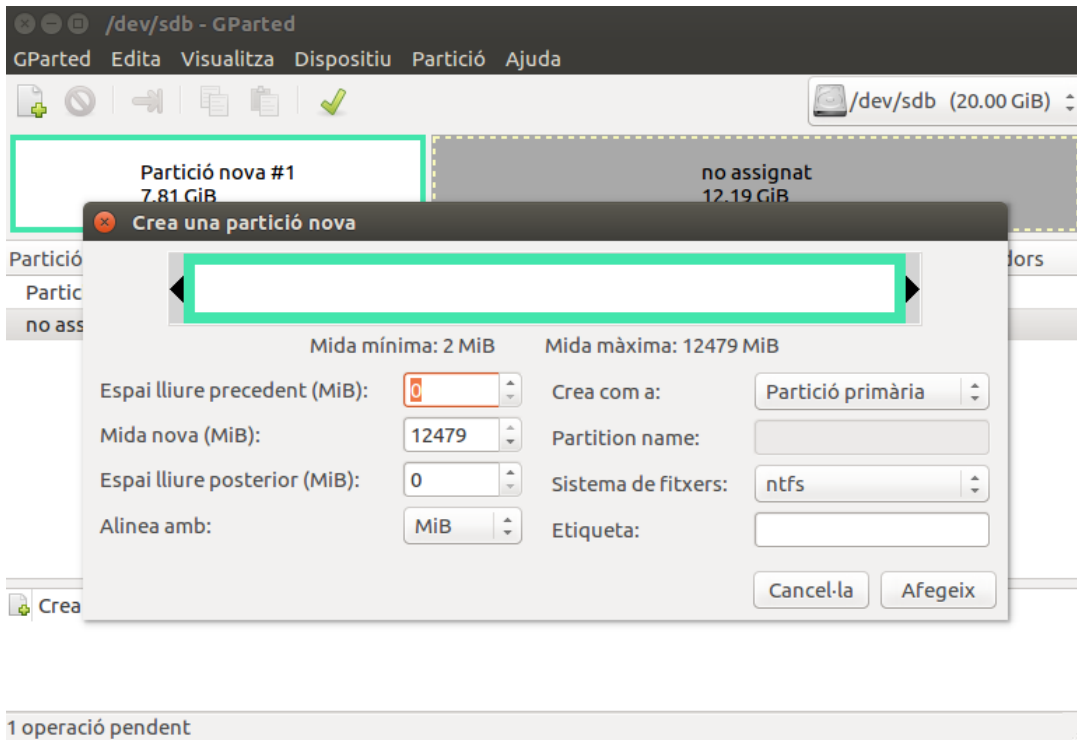 /dev/sdb - GParted
GParted Edita Visualitza Dispositiu Partició Ajuda
/dev/sdb (20.00 GiB)
Partició nova #1
7.81 GiB
no assignat
12.19 GiB
Crea una partició nova
Partició
dors
Partic
no ass
Mida mínima: 2 MiB Mida màxima: 12479 MiB
Espai lliure precedent (MiB): 0 Crea com a: Partició primària
Mida nova (MiB): 12479 Partition name:
Espai lliure posterior (MiB): 0 Sistema de fitxers: ntfs
Alinea amb: MiB Etiqueta:
Cancel·la Afegeix
Crea
1 operació pendent